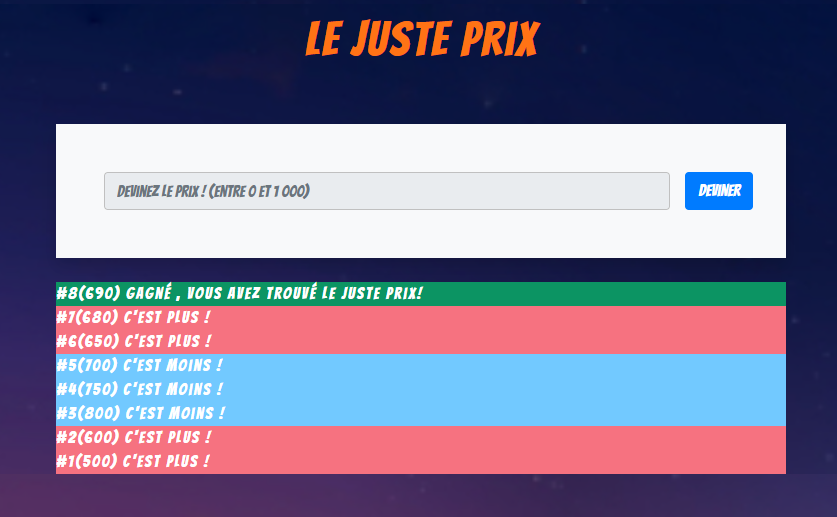 LE JUSTE PRIX
DEVINEZ LE PRIX ! (ENTRE 0 ET 1 000)
DEVINER
#8(690) GAGNÉ , VOUS AVEZ TROUVÉ LE JUSTE PRIX!
#7(680) C'EST PLUS !
#6(650) C'EST PLUS !
#5(700) C'EST MOINS !
#4(750) C'EST MOINS !
#3(800) C'EST MOINS !
#2(600) C'EST PLUS !
#1(500) C'EST PLUS !